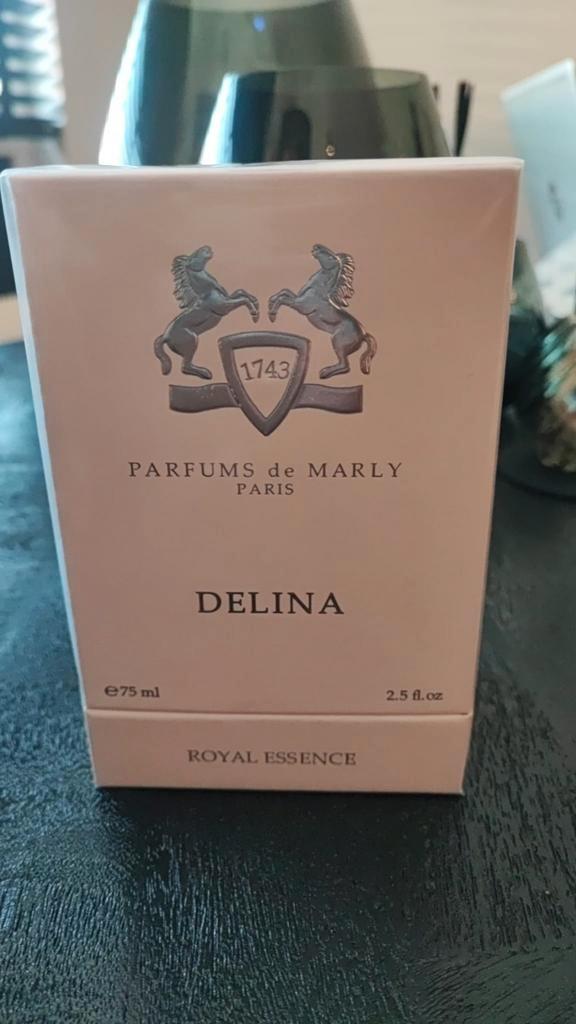 1743
PARFUMS de MARLY
PARIS
DELINA
℮75 ml 2.5 fl.oz
ROYAL ESSENCE